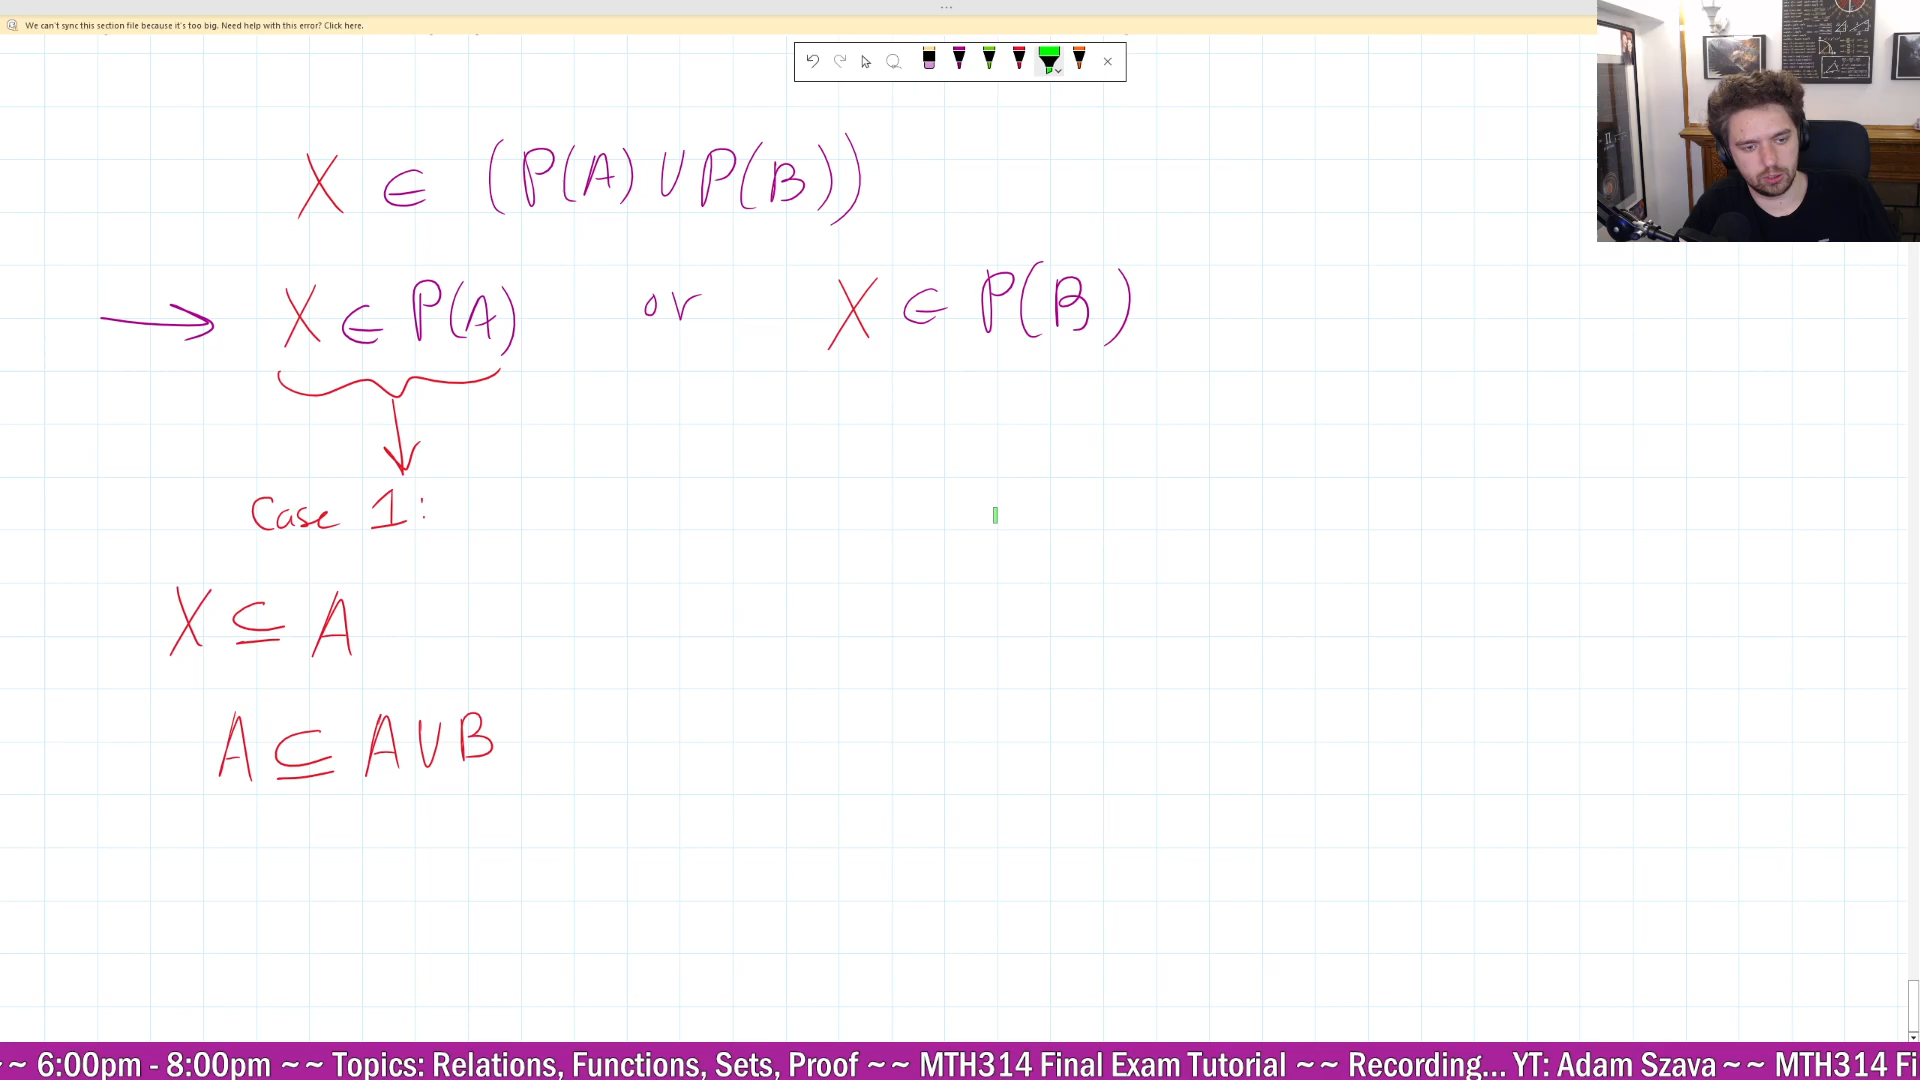 We can't sync this section file because it's too big. Need help with this error? Click here.
X ∈ (P(A) ∪ P(B))
→ X ∈ P(A) or X ∈ P(B)
Case 1:
X ⊆ A
A ⊆ A ∪ B
~ 6:00pm - 8:00pm ~~ Topics: Relations, Functions, Sets, Proof ~~ MTH314 Final Exam Tutorial ~~ Recording... YT: Adam Szava ~~ MTH314 Fi